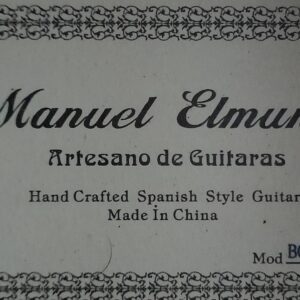 Manuel Elmun
Artesano de Guitaras
Hand Crafted Spanish Style Guitar
Made In China
Mod